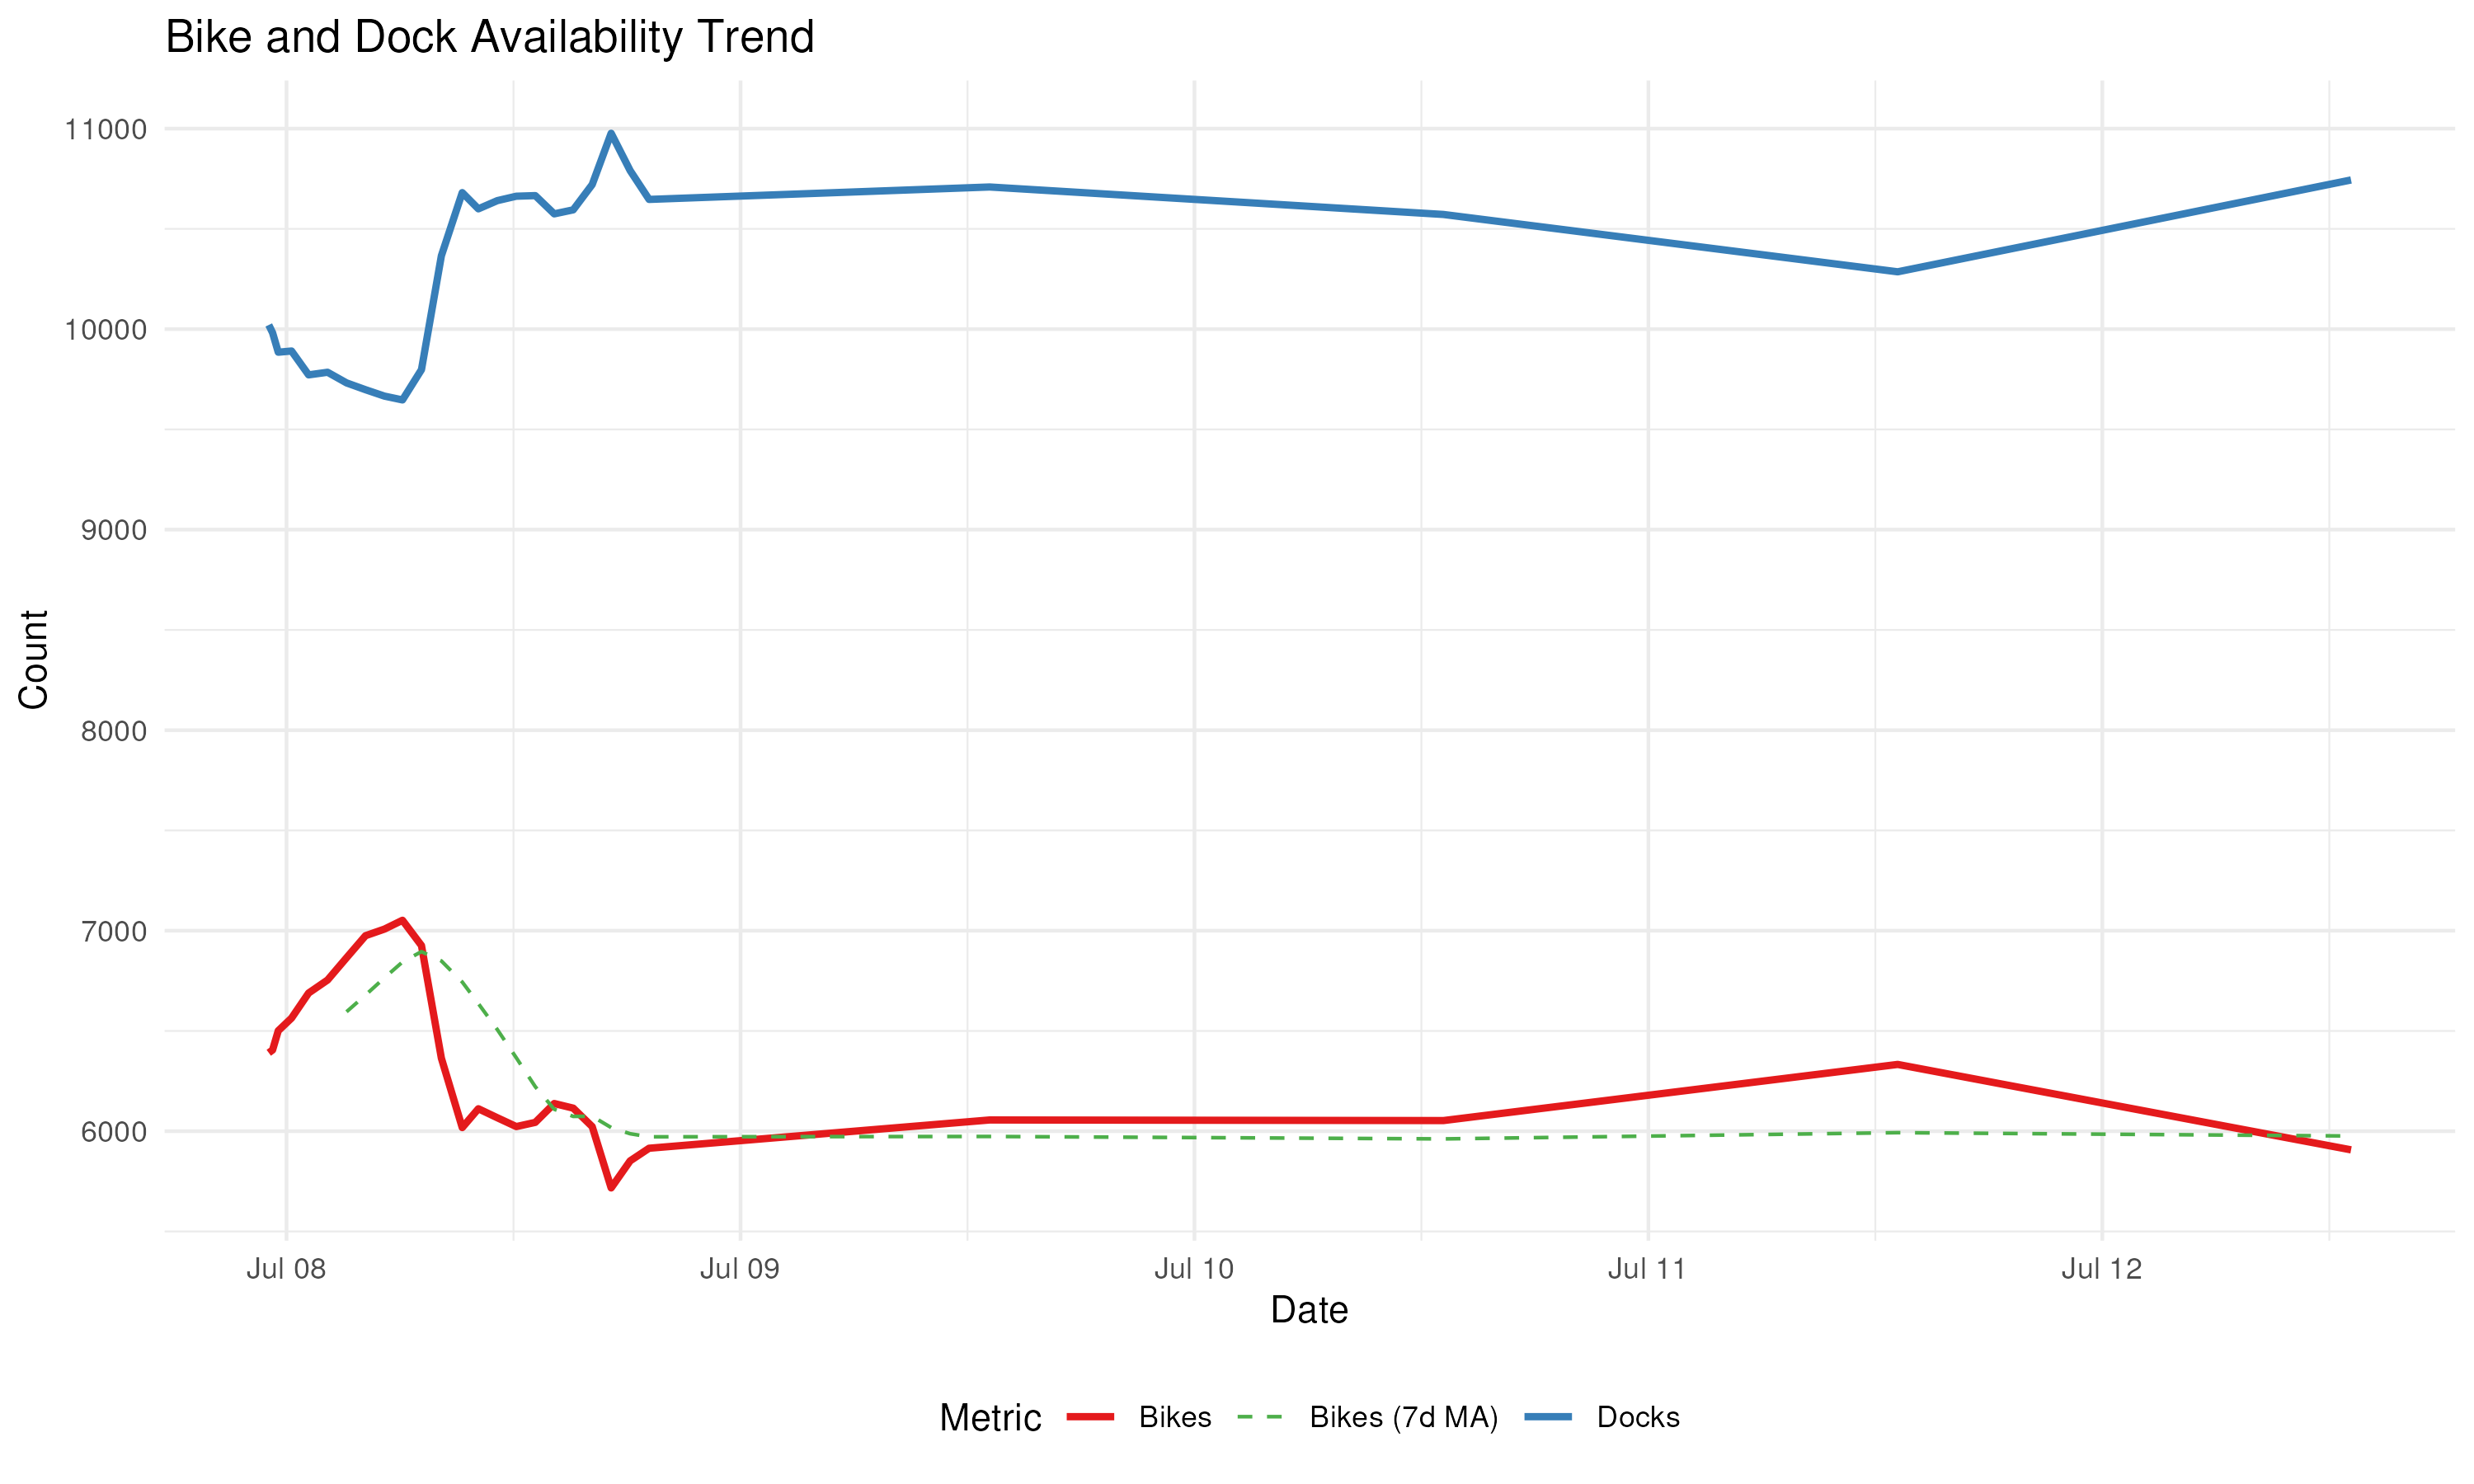 Bike and Dock Availability Trend
11000
10000
9000
8000
7000
6000
Count
Jul 08 Jul 09 Jul 10 Jul 11 Jul 12
Date
Metric Bikes Bikes (7d MA) Docks